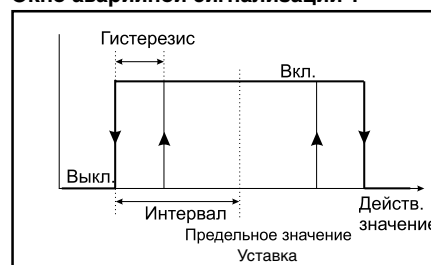 Окно аварийной сигнализации 1
Гистерезис
Вкл.
Выкл.
Интервал
Действ.
значение
Предельное значение
Уставка